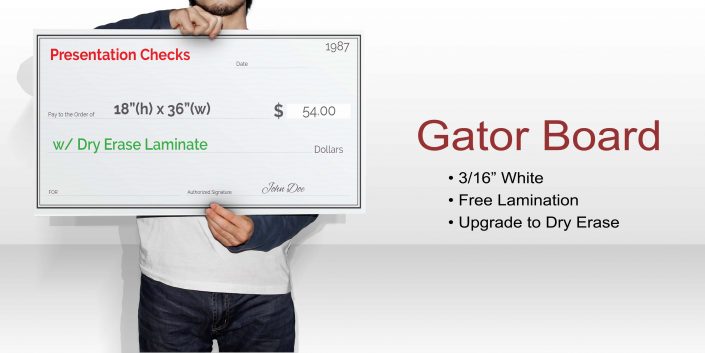 Presentation Checks
1987
Date
Pay to the Order of
18”(h) x 36”(w)
$ 54.00
w/ Dry Erase Laminate
Dollars
FOR
Authorized Signature
John Doe
Gator Board
• 3/16” White
• Free Lamination
• Upgrade to Dry Erase